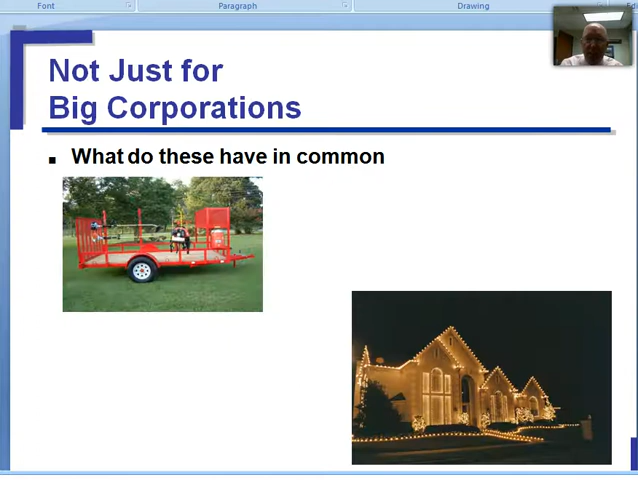 Font
Paragraph
Drawing
Not Just for
Big Corporations
What do these have in common